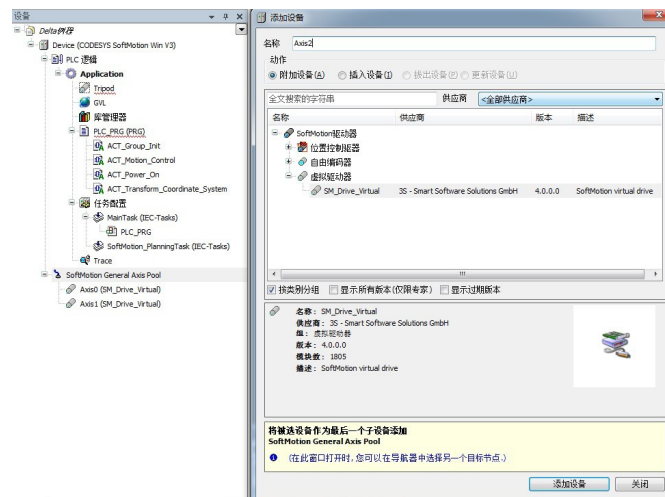 设备
Delta例程
Device (CODESYS SoftMotion Win V3)
PLC 逻辑
Application
Tripod
GVL
库管理器
PLC_PRG (PRG)
ACT_Group_Init
ACT_Motion_Control
ACT_Power_On
ACT_Transform_Coordinate_System
任务配置
MainTask (IEC-Tasks)
PLC_PRG
SoftMotion_PlanningTask (IEC-Tasks)
Trace
SoftMotion General Axis Pool
Axis0 (SM_Drive_Virtual)
Axis1 (SM_Drive_Virtual)
添加设备
名称 Axis2
动作
附加设备(A) 插入设备(I) 拔出设备(P) 更新设备(U)
全文搜索的字符串 供应商 <全部供应商>
名称 供应商 版本 描述
SoftMotion驱动器
位置控制驱动器
自由编码器
虚拟驱动器
SM_Drive_Virtual 3S - Smart Software Solutions GmbH 4.0.0.0 SoftMotion virtual drive
按类别分组 显示所有版本(仅限专家) 显示过期版本
名称: SM_Drive_Virtual
供应商: 3S - Smart Software Solutions GmbH
组: 虚拟驱动器
版本: 4.0.0.0
模块数: 1805
描述: SoftMotion virtual drive
将被选设备作为最后一个子设备添加
SoftMotion General Axis Pool
(在此窗口打开时,您可以在导航器中选择另一个目标节点.)
添加设备 关闭